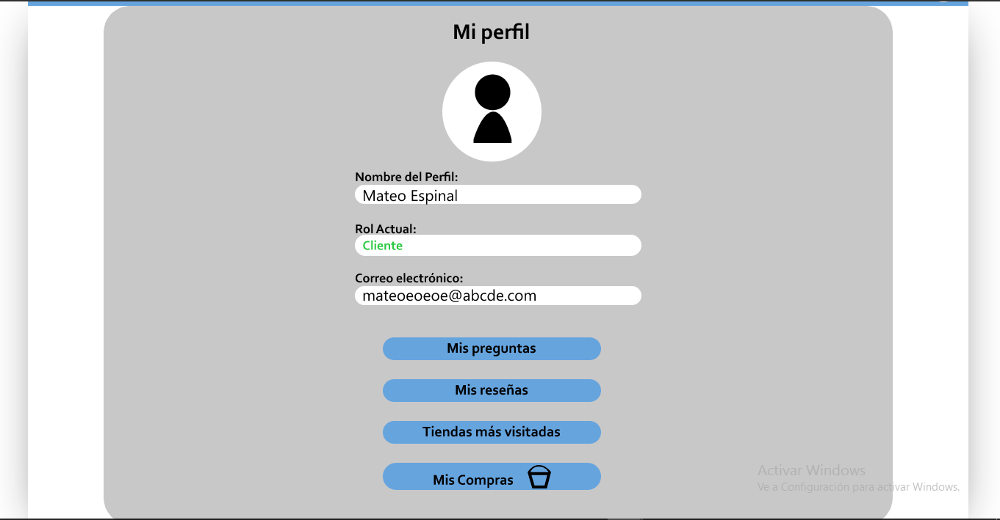 Mi perfil
Nombre del Perfil:
Mateo Espinal
Rol Actual:
Cliente
Correo electrónico:
mateoeoeoe@abcde.com
Mis preguntas
Mis reseñas
Tiendas más visitadas
Mis Compras
Activar Windows
Ve a Configuración para activar Windows.